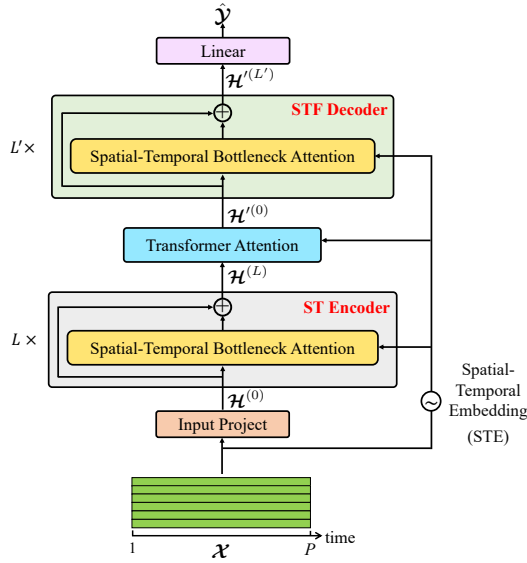 𝓨̂
Linear
𝓗′(L′)
STF Decoder
L′×
Spatial-Temporal Bottleneck Attention
𝓗′(0)
Transformer Attention
𝓗(L)
ST Encoder
L ×
Spatial-Temporal Bottleneck Attention
𝓗(0)
Input Project
Spatial-
Temporal
Embedding
(STE)
~
time
1
𝓧
P